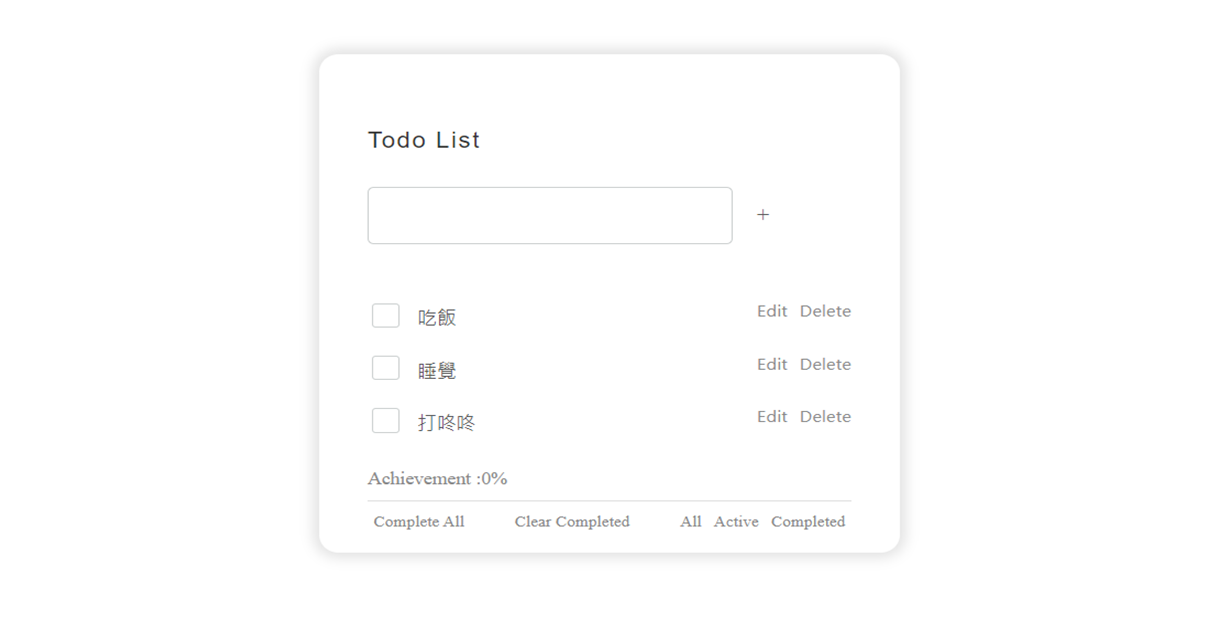 Todo List
+
吃飯 Edit Delete
睡覺 Edit Delete
打咚咚 Edit Delete
Achievement :0%
Complete All Clear Completed All Active Completed